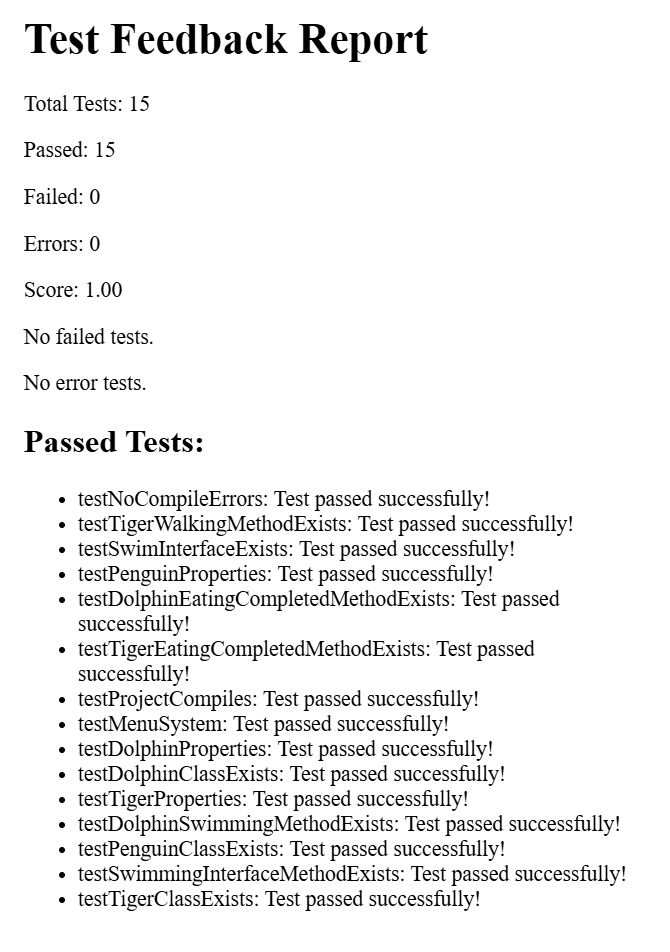 Test Feedback Report
Total Tests: 15
Passed: 15
Failed: 0
Errors: 0
Score: 1.00
No failed tests.
No error tests.
Passed Tests:
• testNoCompileErrors: Test passed successfully!
• testTigerWalkingMethodExists: Test passed successfully!
• testSwimInterfaceExists: Test passed successfully!
• testPenguinProperties: Test passed successfully!
• testDolphinEatingCompletedMethodExists: Test passed
successfully!
• testTigerEatingCompletedMethodExists: Test passed
successfully!
• testProjectCompiles: Test passed successfully!
• testMenuSystem: Test passed successfully!
• testDolphinProperties: Test passed successfully!
• testDolphinClassExists: Test passed successfully!
• testTigerProperties: Test passed successfully!
• testDolphinSwimmingMethodExists: Test passed successfully!
• testPenguinClassExists: Test passed successfully!
• testSwimmingInterfaceMethodExists: Test passed successfully!
• testTigerClassExists: Test passed successfully!